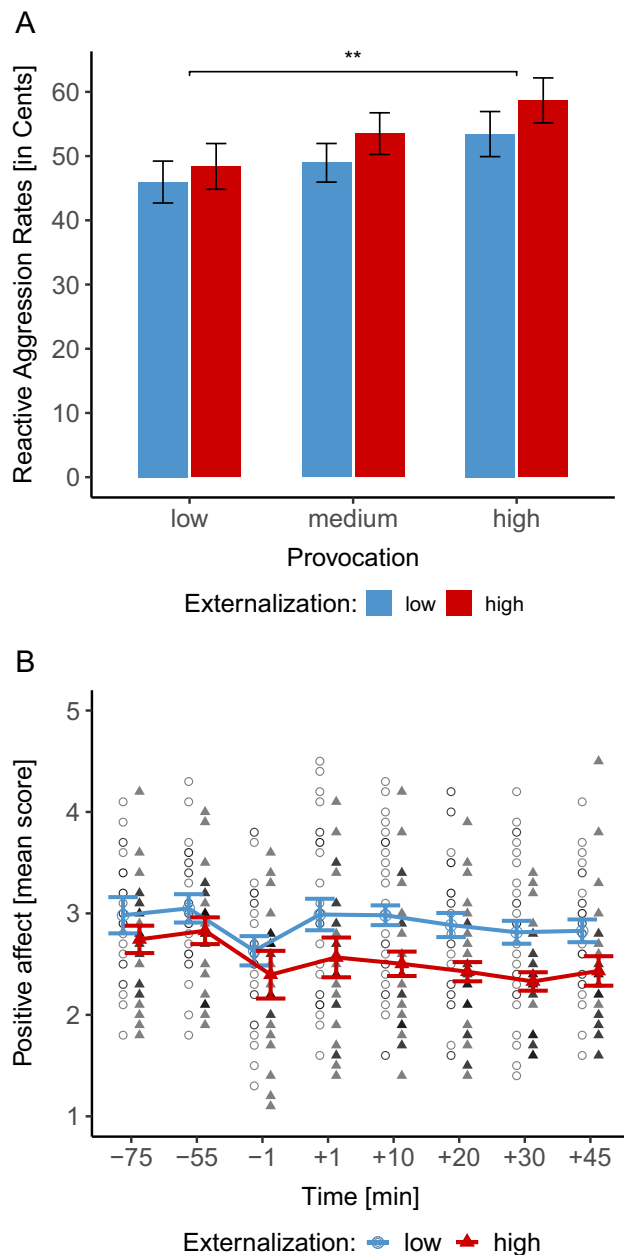 A
Reactive Aggression Rates [in Cents]
60
50
40
30
20
10
0
**
low medium high
Provocation
Externalization: low high
B
Positive affect [mean score]
5
4
3
2
1
−75 −55 −1 +1 +10 +20 +30 +45
Time [min]
Externalization: low high